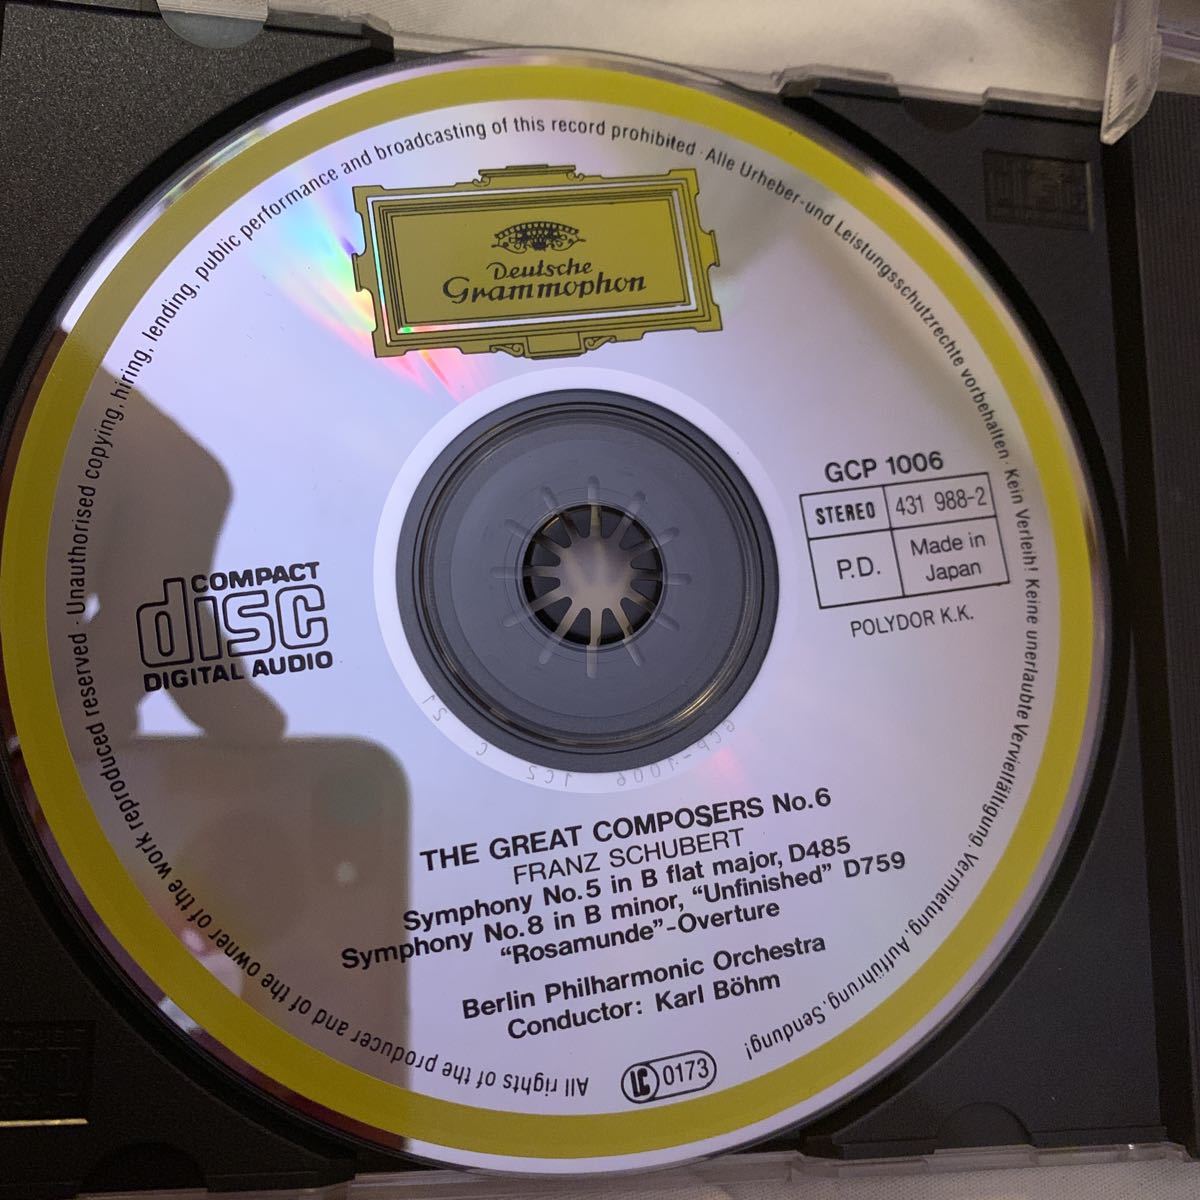 Deutsche
Grammophon
GCP 1006
STEREO 431 988-2
P.D. Made in Japan
POLYDOR K.K.
COMPACT
disc
DIGITAL AUDIO
GCP-1006 1C2 C 21
THE GREAT COMPOSERS No.6
FRANZ SCHUBERT
Symphony No.5 in B flat major, D485
Symphony No.8 in B minor, “Unfinished” D759
“Rosamunde”-Overture
Berlin Philharmonic Orchestra
Conductor: Karl Böhm
LC 0173
All rights of the producer and of the owner of the work reproduced reserved · Unauthorised copying, hiring, lending, public performance and broadcasting of this record prohibited · Alle Urheber-und Leistungsschutzrechte vorbehalten · Kein Verleih! Keine unerlaubte Vervielfältigung, Vermietung, Aufführung, Sendung!